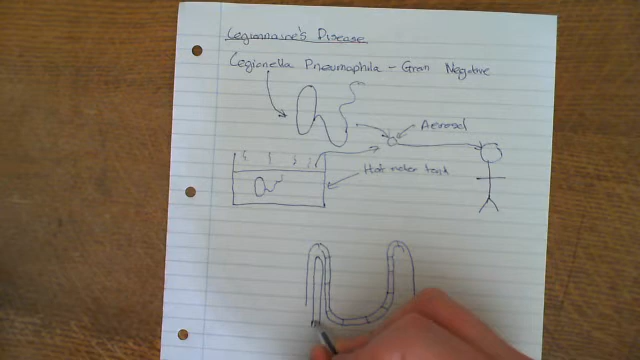 Legionnaire's Disease
Legionella Pneumophila - Gram Negative
Aerosol
Hot water tank